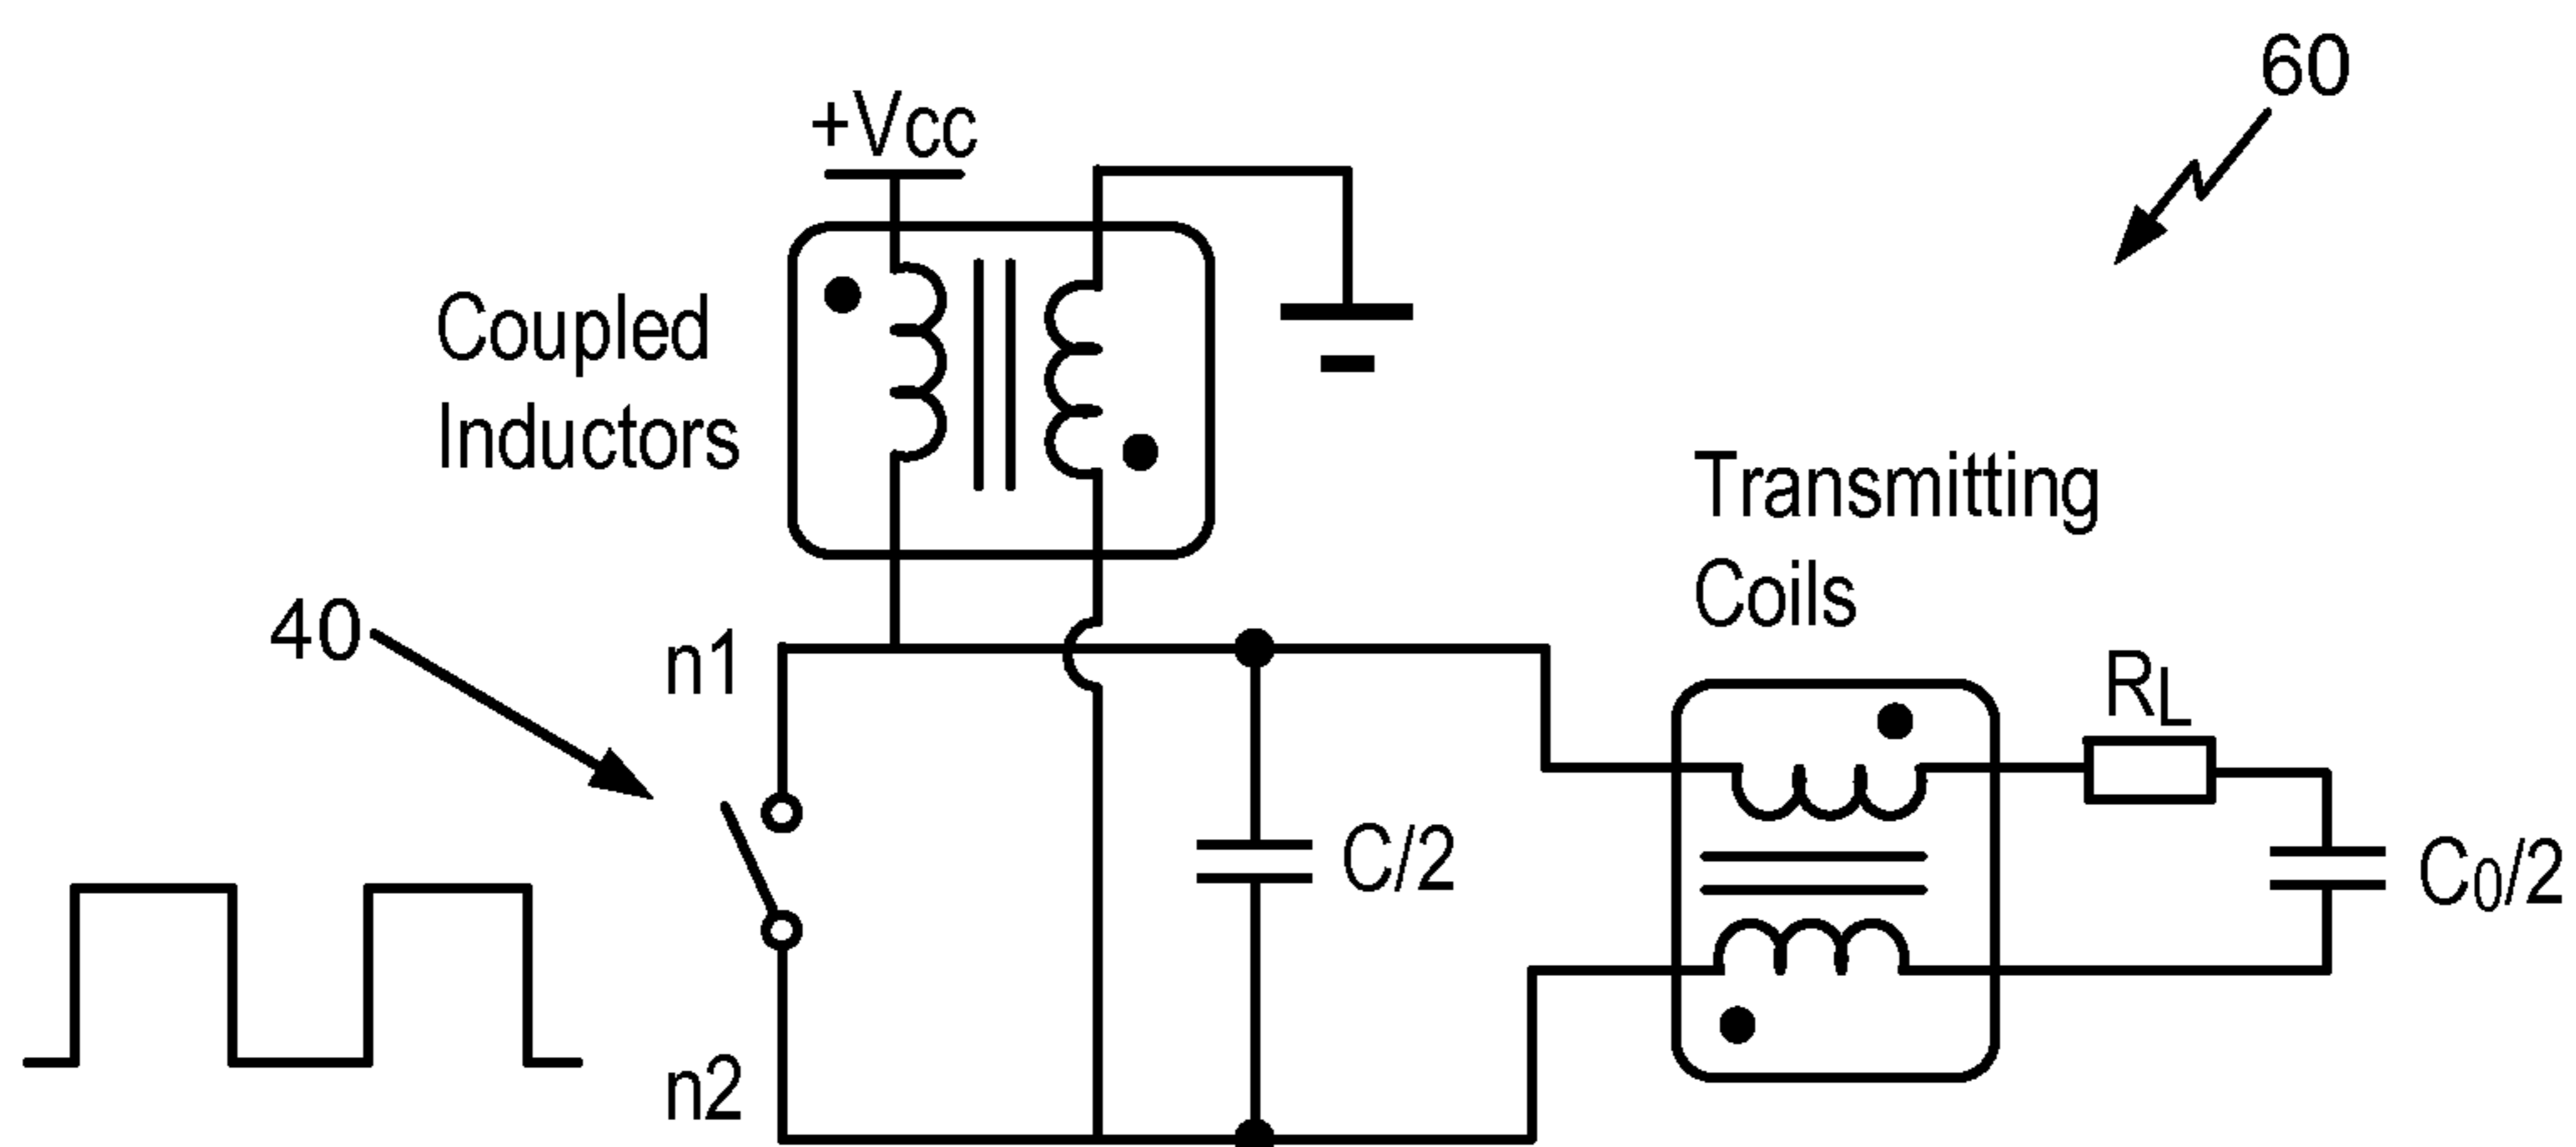 60
+Vcc
Coupled
Inductors
Transmitting
Coils
40
n1
RL
C/2
C0/2
n2